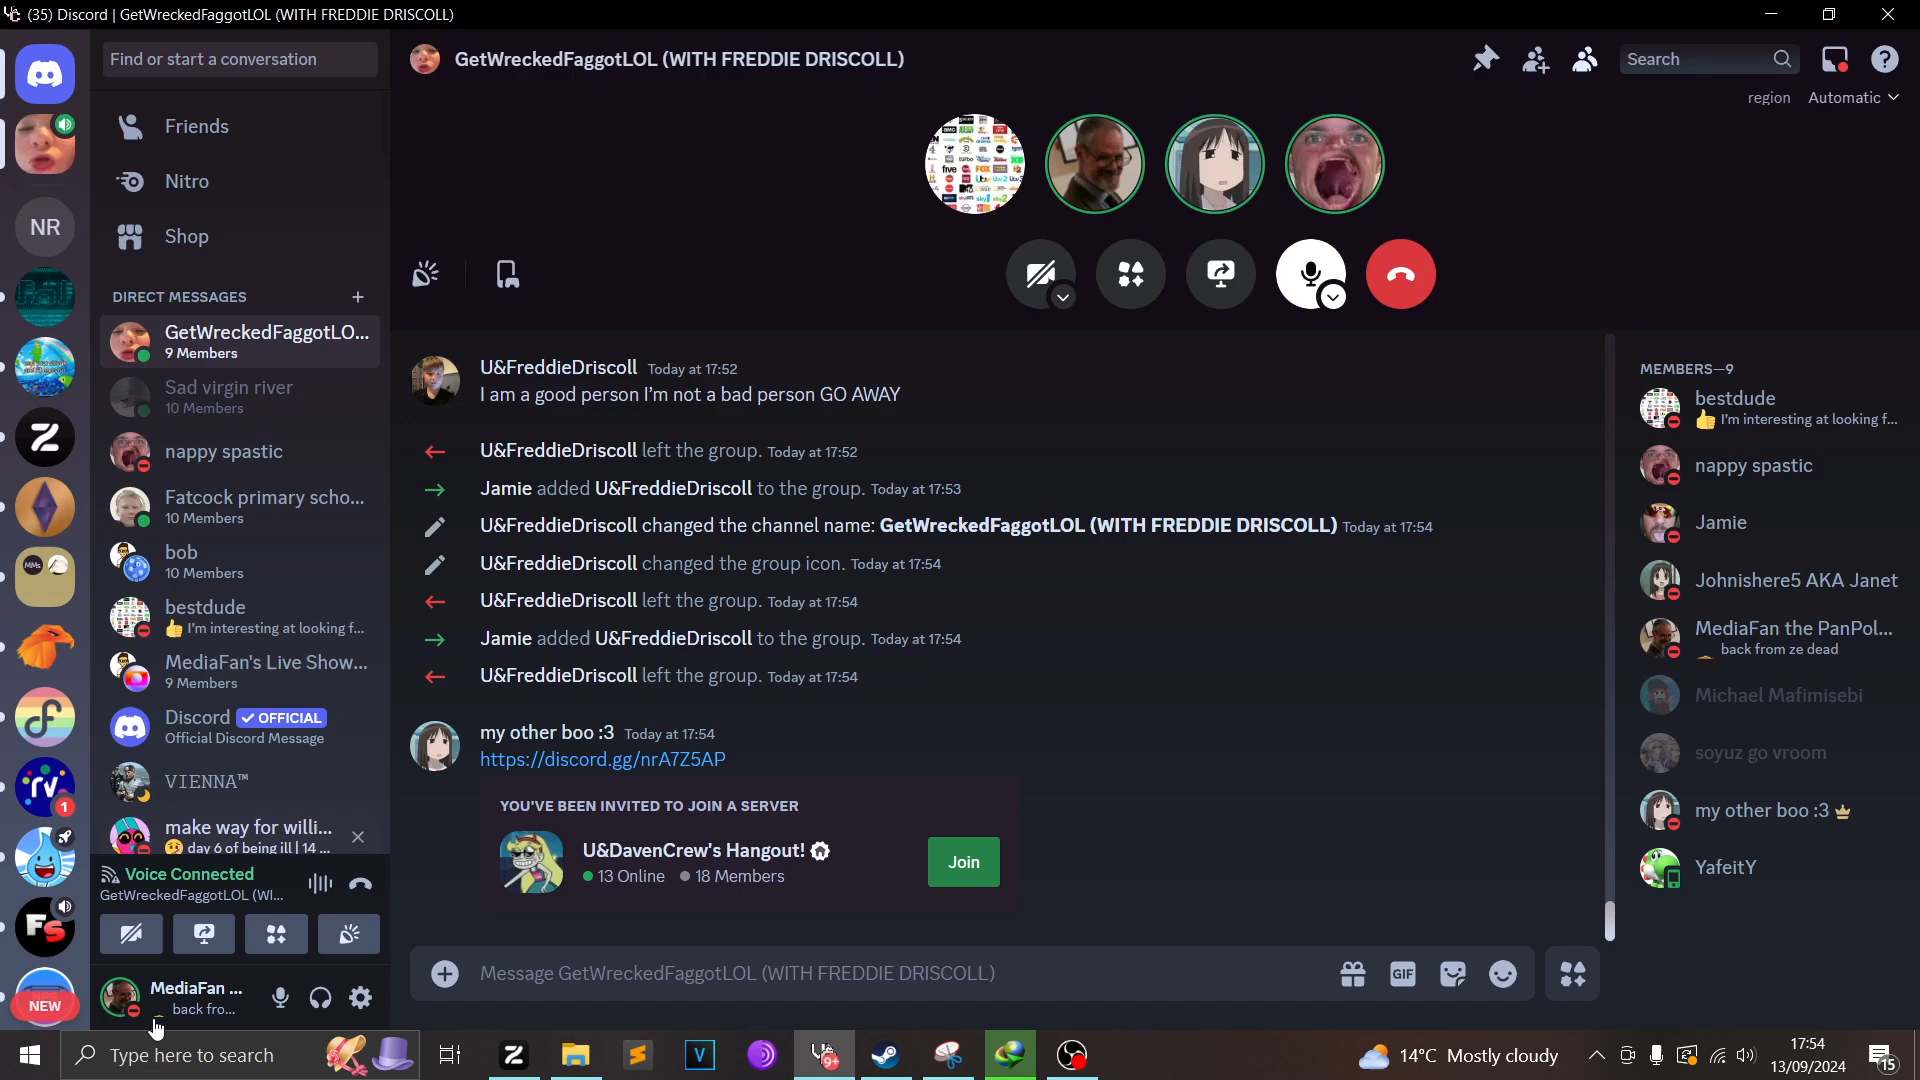 (35) Discord | GetWreckedFaggotLOL (WITH FREDDIE DRISCOLL)
Find or start a conversation
GetWreckedFaggotLOL (WITH FREDDIE DRISCOLL)
Search
region Automatic
Friends
Nitro
Shop
NR
DIRECT MESSAGES
GetWreckedFaggotLO...
9 Members
Sad virgin river
10 Members
nappy spastic
Fatcock primary scho...
10 Members
bob
10 Members
bestdude
I'm interesting at looking f...
MediaFan's Live Show...
9 Members
Discord ✓ OFFICIAL
Official Discord Message
VIENNA™
make way for willi...
day 6 of being ill | 14 ...
Voice Connected
GetWreckedFaggotLOL (WI...
MediaFan ...
back fro...
MMs
rv
1
FS
NEW
U&FreddieDriscoll Today at 17:52
I am a good person I'm not a bad person GO AWAY
U&FreddieDriscoll left the group. Today at 17:52
Jamie added U&FreddieDriscoll to the group. Today at 17:53
U&FreddieDriscoll changed the channel name: GetWreckedFaggotLOL (WITH FREDDIE DRISCOLL) Today at 17:54
U&FreddieDriscoll changed the group icon. Today at 17:54
U&FreddieDriscoll left the group. Today at 17:54
Jamie added U&FreddieDriscoll to the group. Today at 17:54
U&FreddieDriscoll left the group. Today at 17:54
my other boo :3 Today at 17:54
https://discord.gg/nrA7Z5AP
YOU'VE BEEN INVITED TO JOIN A SERVER
U&DavenCrew's Hangout!
13 Online 18 Members
Join
Message GetWreckedFaggotLOL (WITH FREDDIE DRISCOLL)
GIF
MEMBERS—9
bestdude
I'm interesting at looking f...
nappy spastic
Jamie
Johnishere5 AKA Janet
MediaFan the PanPol...
back from ze dead
Michael Mafimisebi
soyuz go vroom
my other boo :3
YafeitY
Type here to search
V
9+
14°C Mostly cloudy
17:54
13/09/2024
15